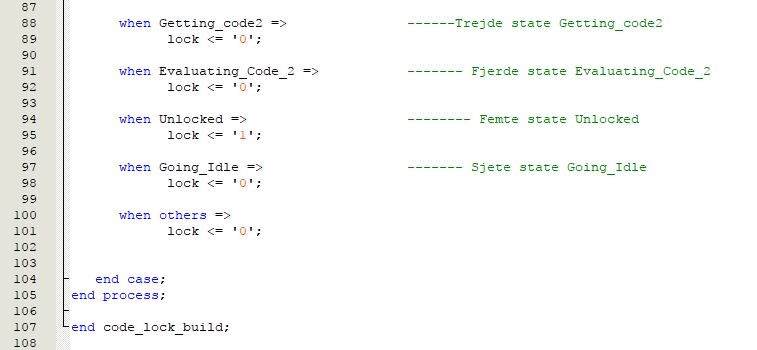 87
88 when Getting_code2 => ------Trejde state Getting_code2
89 lock <= '0';
90
91 when Evaluating_Code_2 => ------- Fjerde state Evaluating_Code_2
92 lock <= '0';
93
94 when Unlocked => -------- Femte state Unlocked
95 lock <= '1';
96
97 when Going_Idle => ------- Sjete state Going_Idle
98 lock <= '0';
99
100 when others =>
101 lock <= '0';
102
103
104 end case;
105 end process;
106
107 end code_lock_build;
108